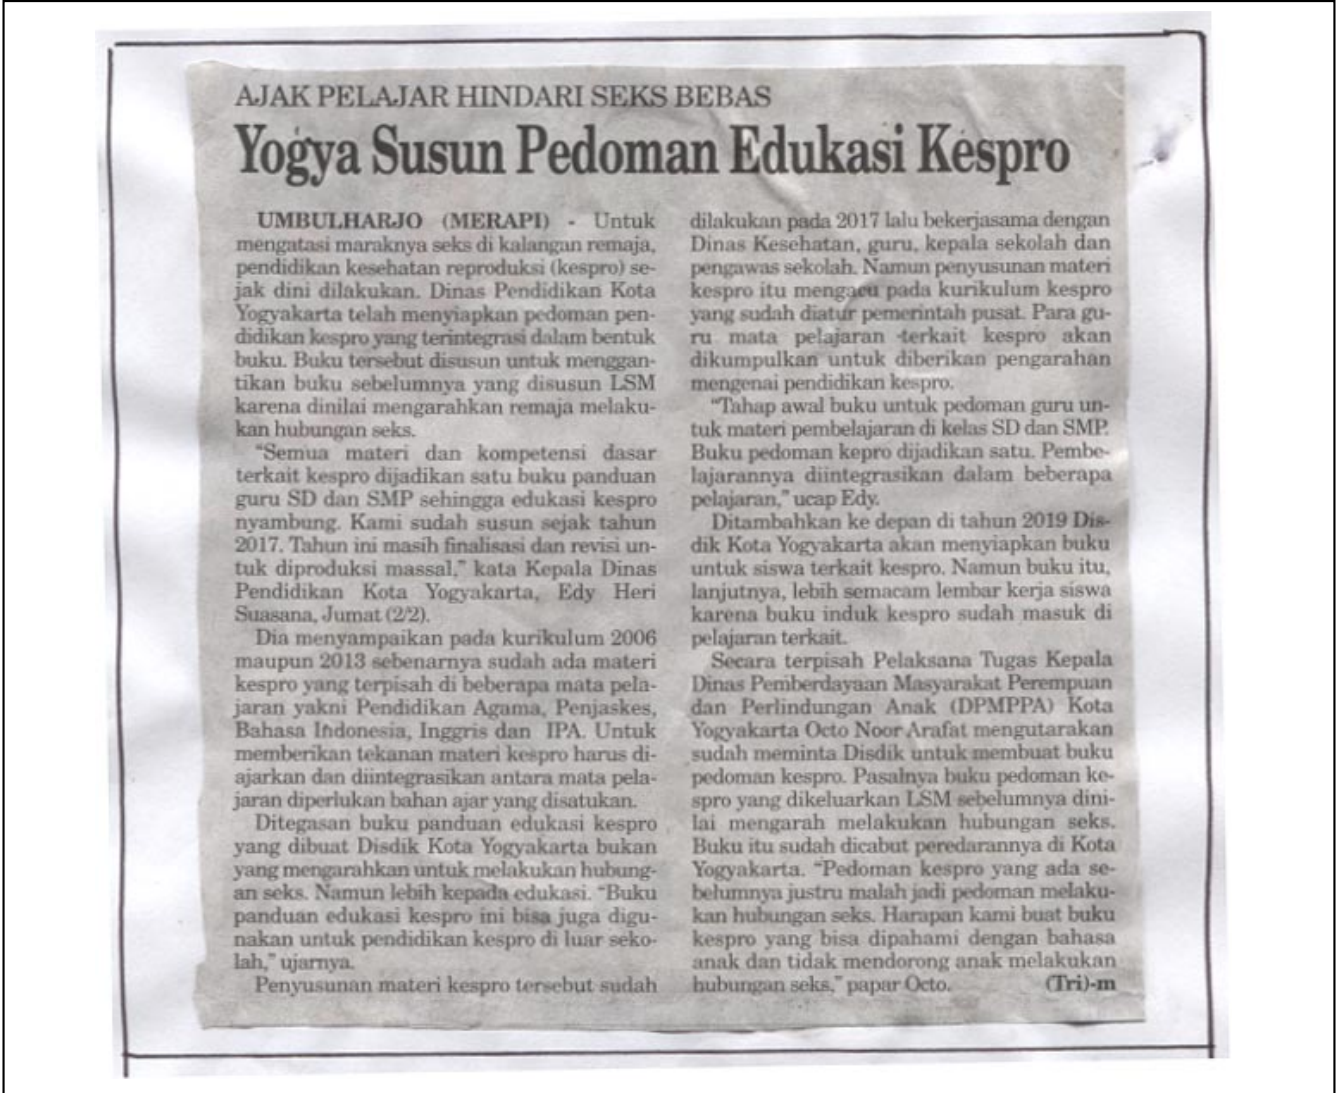 AJAK PELAJAR HINDARI SEKS BEBAS
Yogya Susun Pedoman Edukasi Kespro
UMBULHARJO (MERAPI) - Untuk
mengatasi maraknya seks di kalangan remaja,
pendidikan kesehatan reproduksi (kespro) se-
jak dini dilakukan. Dinas Pendidikan Kota
Yogyakarta telah menyiapkan pedoman pen-
didikan kespro yang terintegrasi dalam bentuk
buku. Buku tersebut disusun untuk menggan-
tikan buku sebelumnya yang disusun LSM
karena dinilai mengarahkan remaja melaku-
kan hubungan seks.
"Semua materi dan kompetensi dasar
terkait kespro dijadikan satu buku panduan
guru SD dan SMP sehingga edukasi kespro
nyambung. Kami sudah susun sejak tahun
2017. Tahun ini masih finalisasi dan revisi un-
tuk diproduksi massal," kata Kepala Dinas
Pendidikan Kota Yogyakarta, Edy Heri
Suasana, Jumat (2/2).
Dia menyampaikan pada kurikulum 2006
maupun 2013 sebenarnya sudah ada materi
kespro yang terpisah di beberapa mata pela-
jaran yakni Pendidikan Agama, Penjaskes,
Bahasa Indonesia, Inggris dan IPA. Untuk
memberikan tekanan materi kespro harus di-
ajarkan dan diintegrasikan antara mata pela-
jaran diperlukan bahan ajar yang disatukan.
Ditegasan buku panduan edukasi kespro
yang dibuat Disdik Kota Yogyakarta bukan
yang mengarahkan untuk melakukan hubung-
an seks. Namun lebih kepada edukasi. "Buku
panduan edukasi kespro ini bisa juga digu-
nakan untuk pendidikan kespro di luar seko-
lah," ujarnya.
Penyusunan materi kespro tersebut sudah
dilakukan pada 2017 lalu bekerjasama dengan
Dinas Kesehatan, guru, kepala sekolah dan
pengawas sekolah. Namun penyusunan materi
kespro itu mengacu pada kurikulum kespro
yang sudah diatur pemerintah pusat. Para gu-
ru mata pelajaran terkait kespro akan
dikumpulkan untuk diberikan pengarahan
mengenai pendidikan kespro.
"Tahap awal buku untuk pedoman guru un-
tuk materi pembelajaran di kelas SD dan SMP.
Buku pedoman kepro dijadikan satu. Pembe-
lajarannya diintegrasikan dalam beberapa
pelajaran," ucap Edy.
Ditambahkan ke depan di tahun 2019 Dis-
dik Kota Yogyakarta akan menyiapkan buku
untuk siswa terkait kespro. Namun buku itu,
lanjutnya, lebih semacam lembar kerja siswa
karena buku induk kespro sudah masuk di
pelajaran terkait.
Secara terpisah Pelaksana Tugas Kepala
Dinas Pemberdayaan Masyarakat Perempuan
dan Perlindungan Anak (DPMPPA) Kota
Yogyakarta Octo Noor Arafat mengutarakan
sudah meminta Disdik untuk membuat buku
pedoman kespro. Pasalnya buku pedoman ke-
spro yang dikeluarkan LSM sebelumnya dini-
lai mengarah melakukan hubungan seks.
Buku itu sudah dicabut peredarannya di Kota
Yogyakarta. "Pedoman kespro yang ada se-
belumnya justru malah jadi pedoman melaku-
kan hubungan seks. Harapan kami buat buku
kespro yang bisa dipahami dengan bahasa
anak dan tidak mendorong anak melakukan
hubungan seks," papar Octo. (Tri)-m